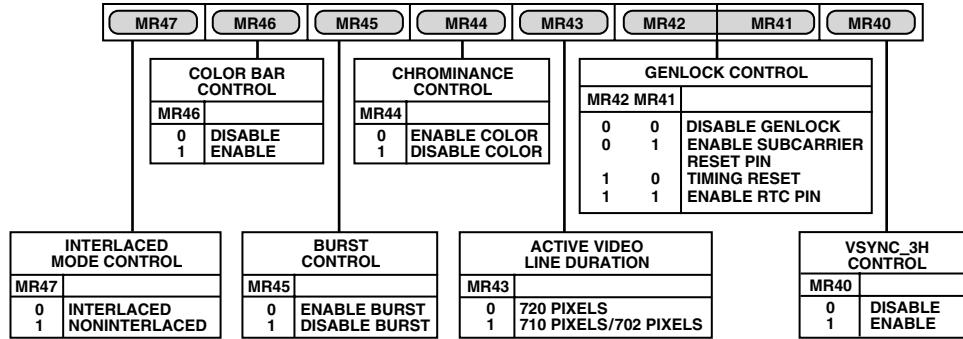 MR47 MR46 MR45 MR44 MR43 MR42 MR41 MR40
COLOR BAR
CONTROL
MR46
0 DISABLE
1 ENABLE
CHROMINANCE
CONTROL
MR44
0 ENABLE COLOR
1 DISABLE COLOR
GENLOCK CONTROL
MR42 MR41
0 0 DISABLE GENLOCK
0 1 ENABLE SUBCARRIER
RESET PIN
1 0 TIMING RESET
1 1 ENABLE RTC PIN
INTERLACED
MODE CONTROL
MR47
0 INTERLACED
1 NONINTERLACED
BURST
CONTROL
MR45
0 ENABLE BURST
1 DISABLE BURST
ACTIVE VIDEO
LINE DURATION
MR43
0 720 PIXELS
1 710 PIXELS/702 PIXELS
VSYNC_3H
CONTROL
MR40
0 DISABLE
1 ENABLE